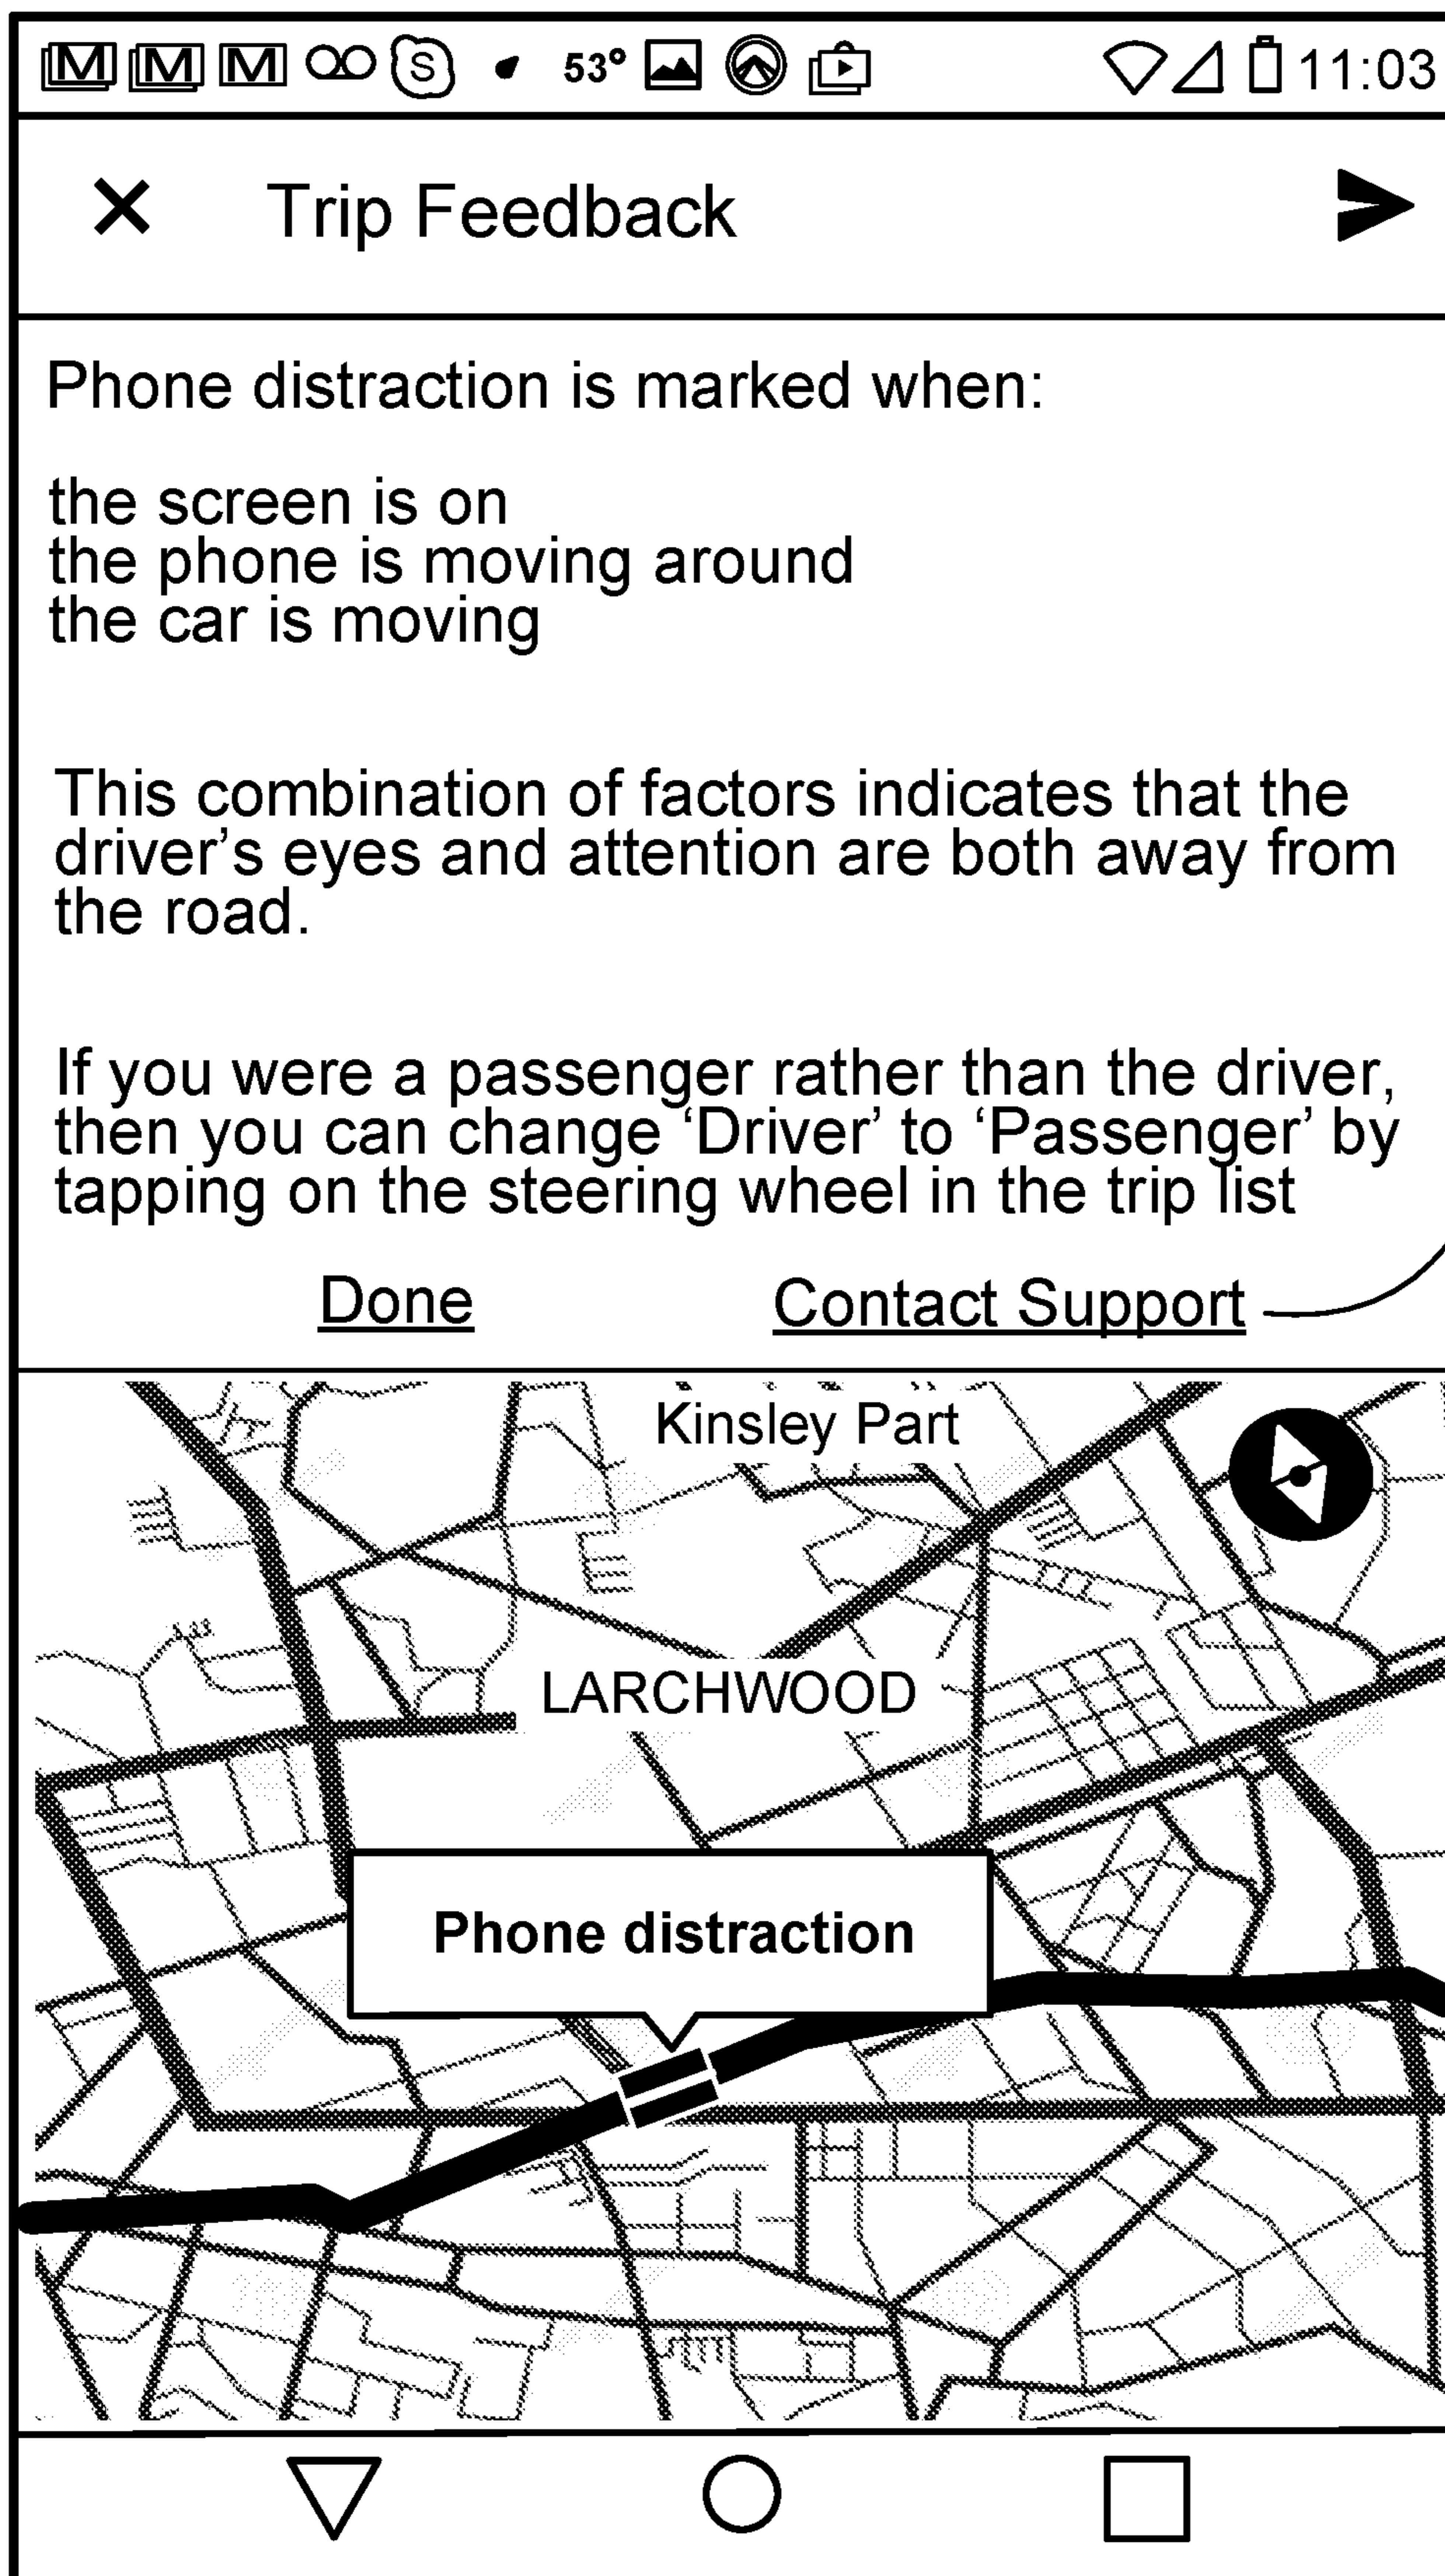 M M M S 53° 11:03
Trip Feedback
Phone distraction is marked when:
the screen is on
the phone is moving around
the car is moving
This combination of factors indicates that the
driver’s eyes and attention are both away from
the road.
If you were a passenger rather than the driver,
then you can change ‘Driver’ to ‘Passenger’ by
tapping on the steering wheel in the trip list
Done Contact Support
Kinsley Part
LARCHWOOD
Phone distraction